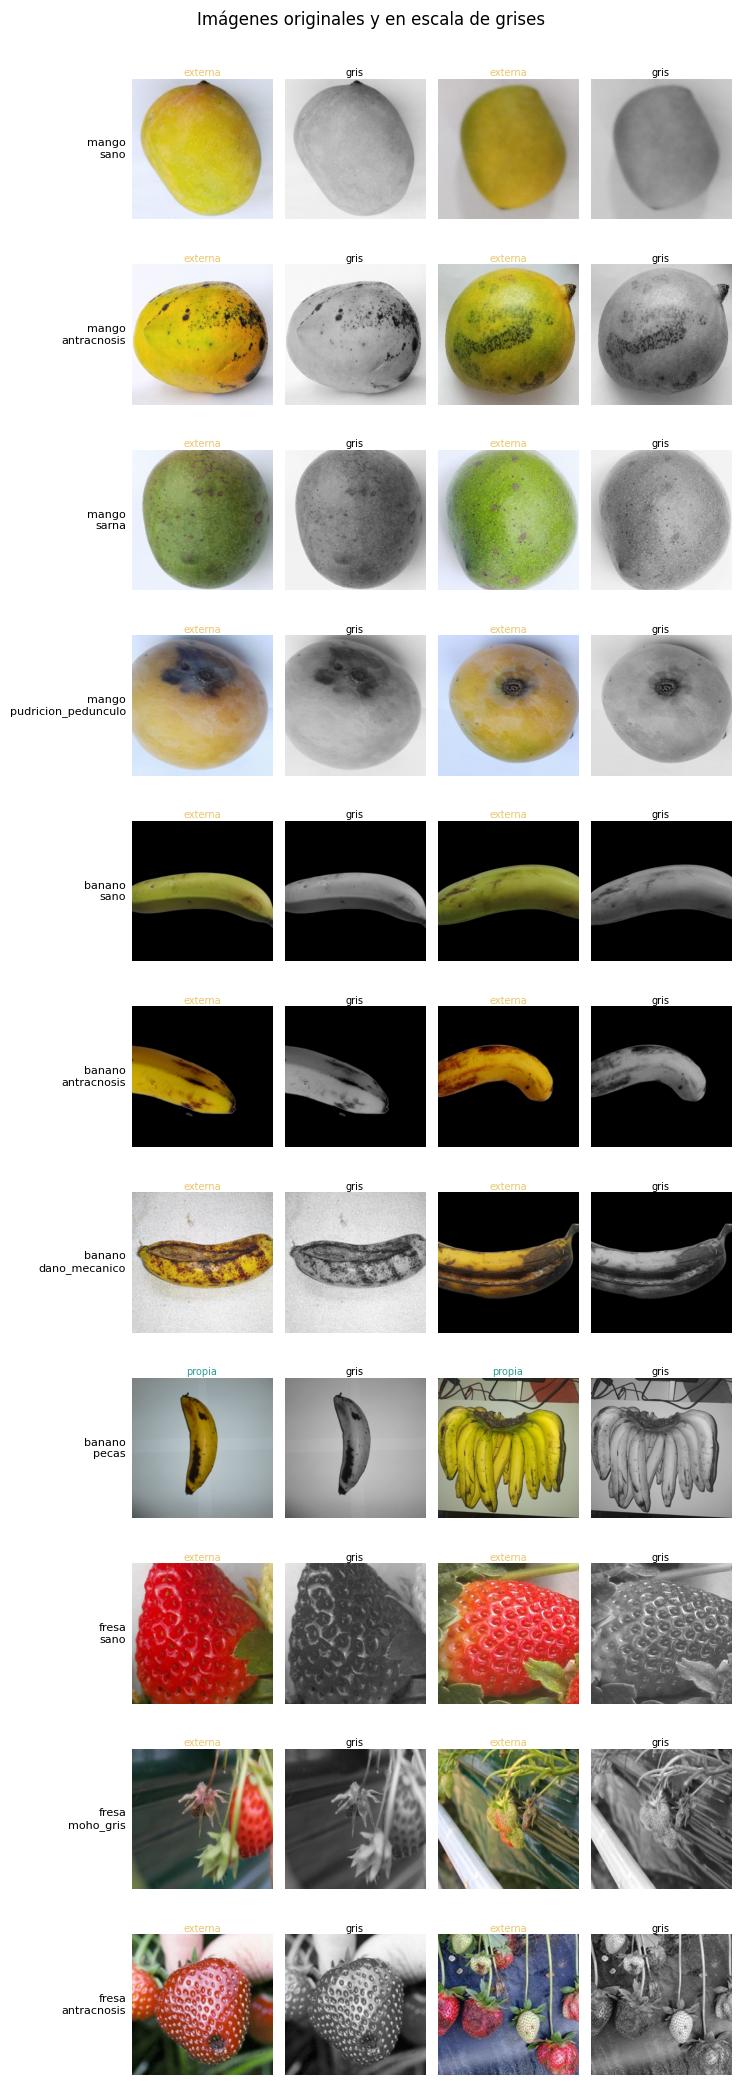 Imágenes originales y en escala de grises
externa gris externa gris
mango
sano
externa gris externa gris
mango
antracnosis
externa gris externa gris
mango
sarna
externa gris externa gris
mango
pudricion_pedunculo
externa gris externa gris
banano
sano
externa gris externa gris
banano
antracnosis
externa gris externa gris
banano
dano_mecanico
propia gris propia gris
banano
pecas
externa gris externa gris
fresa
sano
externa gris externa gris
fresa
moho_gris
externa gris externa gris
fresa
antracnosis